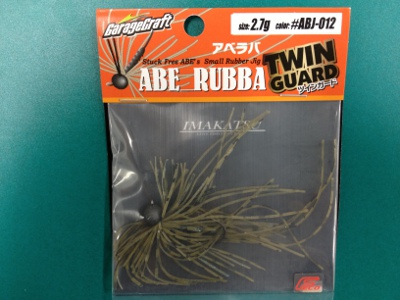 GarageCraft
size: 2.7g color: #ABJ-012
アベラバ
Stuck Free ABE's Small Rubber Jig
ABE RUBBA
TWIN
GUARD
ツインガード
IMAKATSU